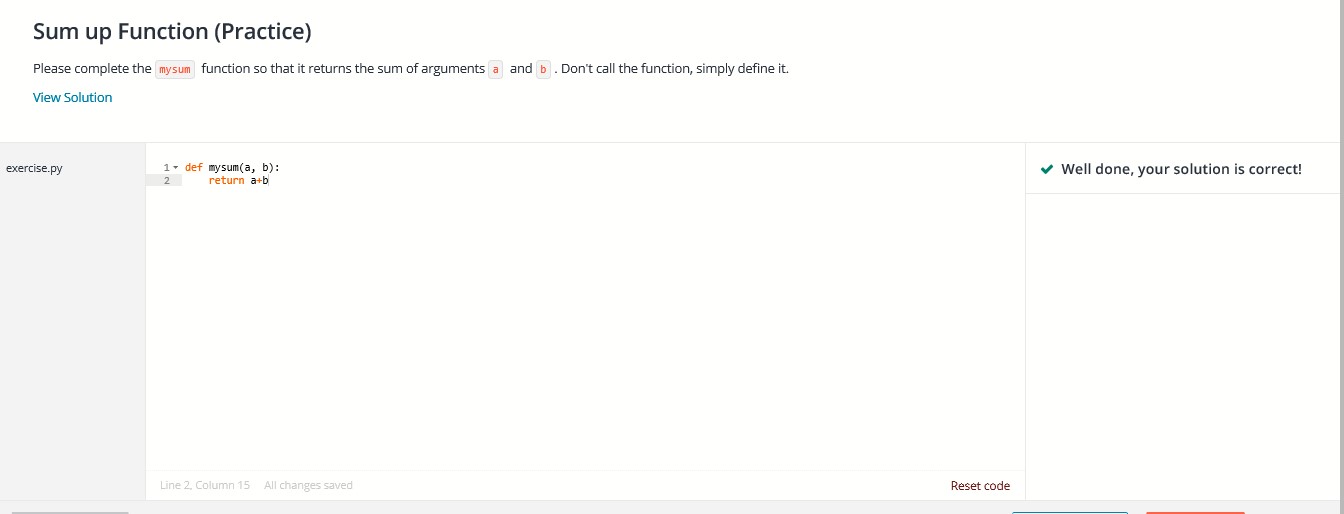 Sum up Function (Practice)
Please complete the mysum function so that it returns the sum of arguments a and b . Don't call the function, simply define it.
View Solution
exercise.py
1 def mysum(a, b):
2     return a+b
Well done, your solution is correct!
Line 2, Column 15 All changes saved
Reset code